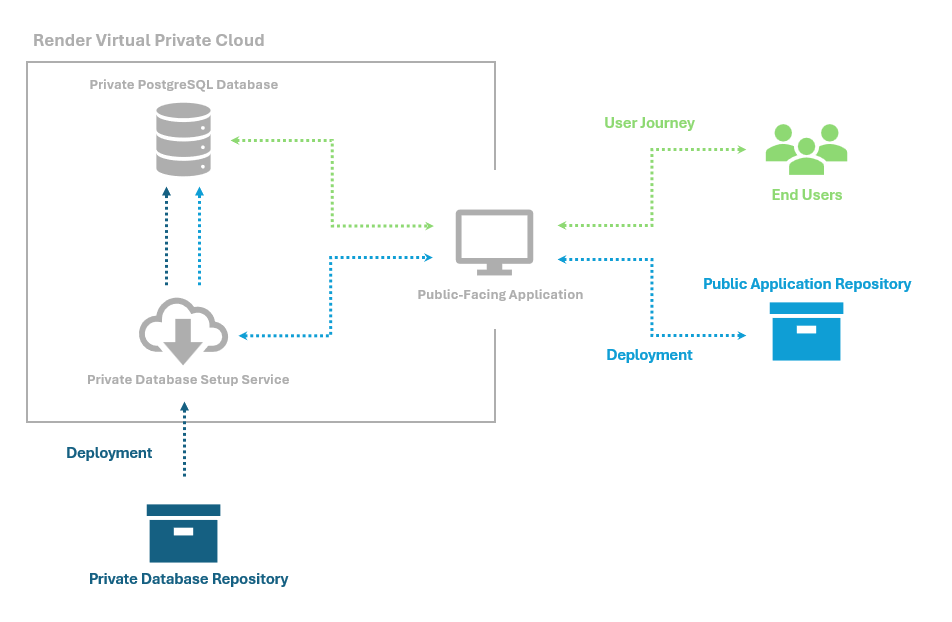 Render Virtual Private Cloud
Private PostgreSQL Database
User Journey
End Users
Public Application Repository
Public-Facing Application
Deployment
Private Database Setup Service
Deployment
Private Database Repository